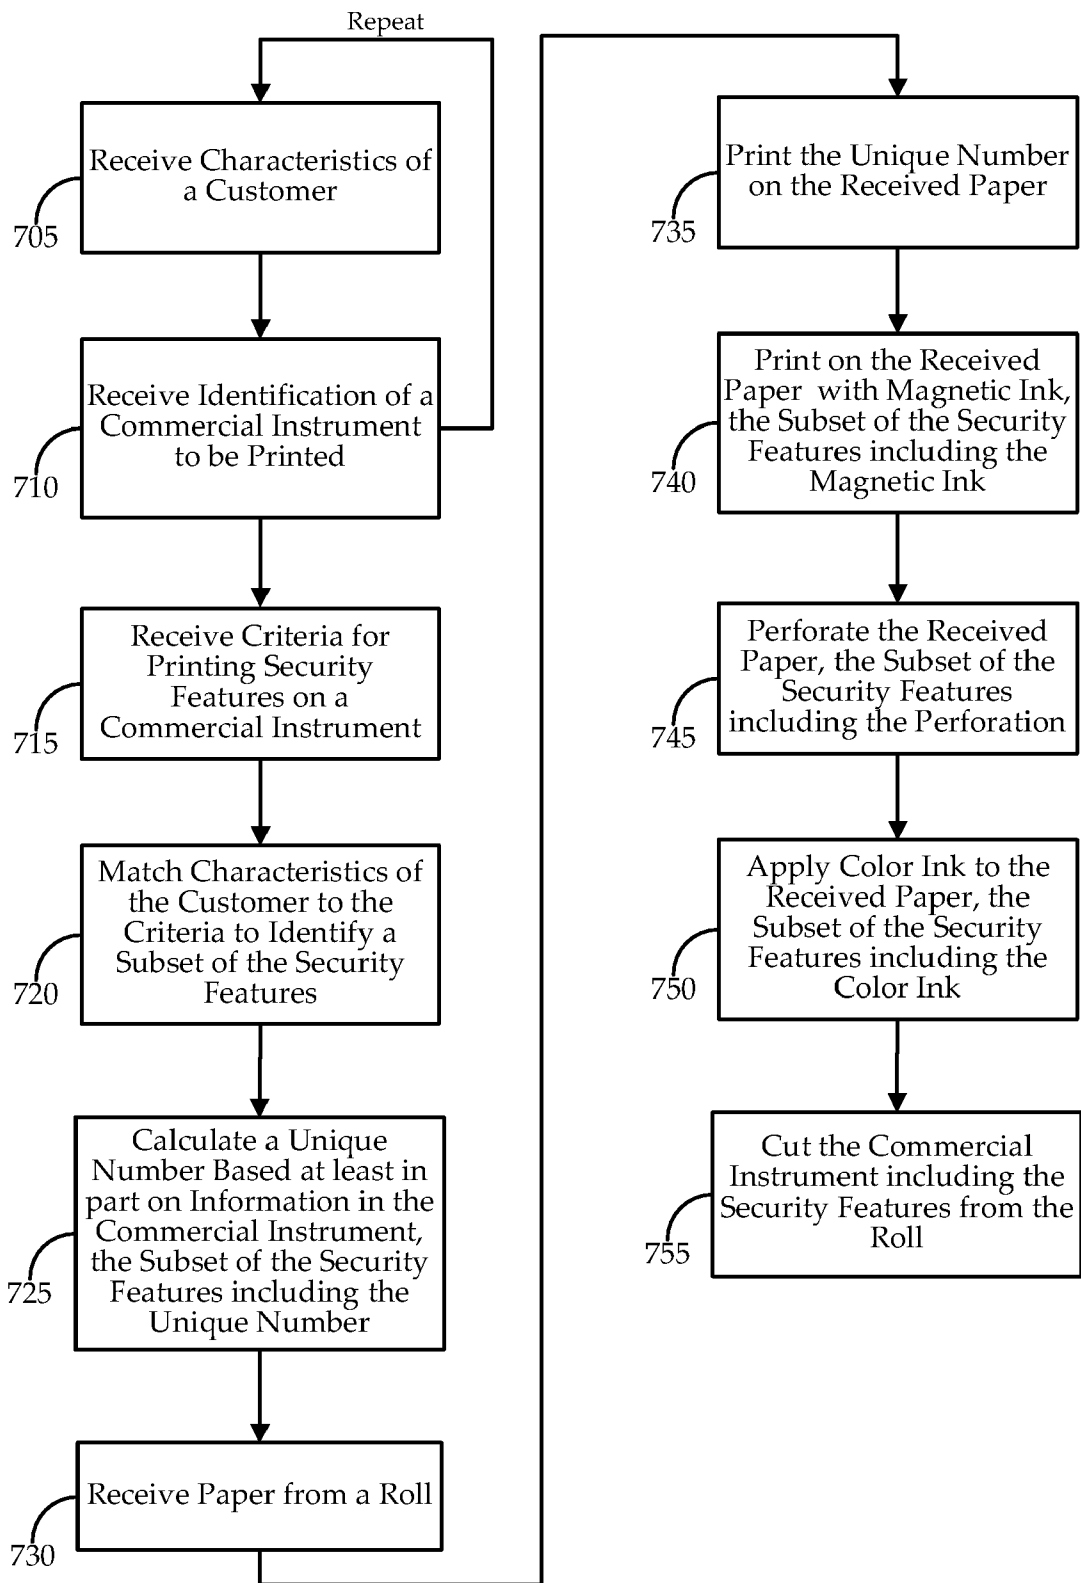 Repeat
Receive Characteristics of
a Customer
705
Receive Identification of a
Commercial Instrument
to be Printed
710
Receive Criteria for
Printing Security
Features on a
Commercial Instrument
715
Match Characteristics of
the Customer to the
Criteria to Identify a
Subset of the Security
Features
720
Calculate a Unique
Number Based at least in
part on Information in the
Commercial Instrument,
the Subset of the Security
Features including the
Unique Number
725
Receive Paper from a Roll
730
Print the Unique Number
on the Received Paper
735
Print on the Received
Paper with Magnetic Ink,
the Subset of the Security
Features including the
Magnetic Ink
740
Perforate the Received
Paper, the Subset of the
Security Features
including the Perforation
745
Apply Color Ink to the
Received Paper, the
Subset of the Security
Features including the
Color Ink
750
Cut the Commercial
Instrument including the
Security Features from the
Roll
755